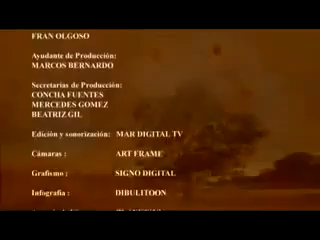 FRAN OLGOSO
Ayudante de Producción:
MARCOS BERNARDO
Secretarias de Producción:
CONCHA FUENTES
MERCEDES GOMEZ
BEATRIZ GIL
Edición y sonorización: MAR DIGITAL TV
Cámaras : ART FRAME
Grafismo : SIGNO DIGITAL
Infografía : DIBULITOON